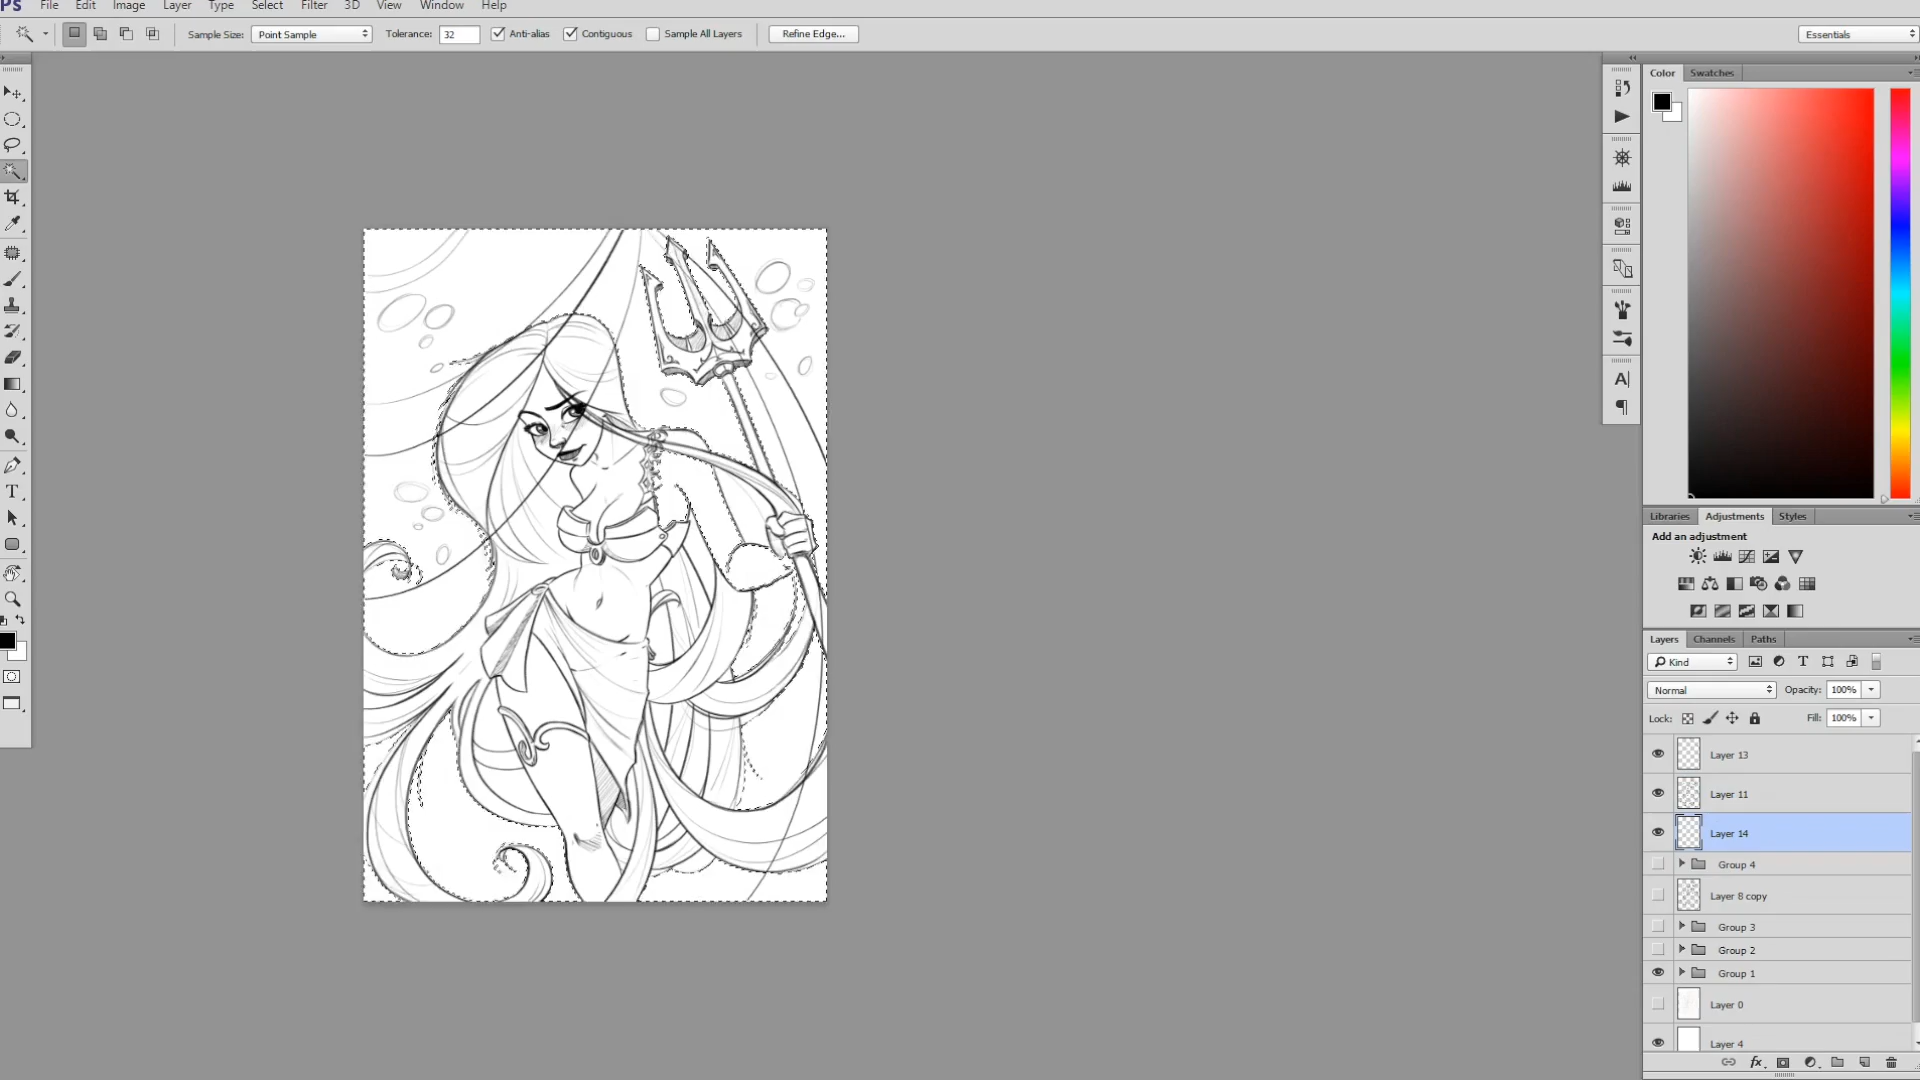 Ps File Edit Image Layer Type Select Filter 3D View Window Help
Sample Size: Point Sample Tolerance: 32 Anti-alias Contiguous Sample All Layers Refine Edge... Essentials
Color Swatches
Libraries Adjustments Styles
Add an adjustment
Layers Channels Paths
Kind
Normal Opacity: 100%
Lock: Fill: 100%
Layer 13
Layer 11
Layer 14
Group 4
Layer 8 copy
Group 3
Group 2
Group 1
Layer 0
Layer 4